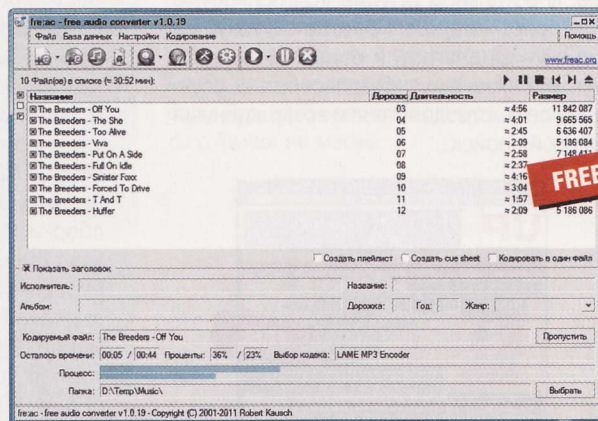 fre:ac - free audio converter v1.0.19
Файл База данных Настройки Кодирование Помощь
www.freac.org
10 Файл(ов) в списке (≈ 30:52 мин):
Название Дорожк Длительность Размер
The Breeders - Off You 03 ≈ 4:56 11 842 087
The Breeders - The She 04 ≈ 4:01 9 665 565
The Breeders - Too Alive 05 ≈ 2:45 6 636 407
The Breeders - Viva 06 ≈ 2:09 5 186 084
The Breeders - Put On A Side 07 ≈ 2:58 7 148 411
The Breeders - Full On Idle 08 ≈ 2:37
The Breeders - Sinister Foxx 09 ≈ 4:16
The Breeders - Forced To Drive 10 ≈ 3:04
The Breeders - T And T 11 ≈ 1:57
The Breeders - Huffer 12 ≈ 2:09 5 186 086
FREE
Создать плейлист Создать cue sheet Кодировать в один файл
Показать заголовок
Исполнитель: Название:
Альбом: Дорожка: Год: Жанр:
Кодируемый файл: The Breeders - Off You Пропустить
Осталось времени: 00:05 / 00:44 Проценты: 36% / 23% Выбор кодека: LAME MP3 Encoder
Процесс:
Папка: D:\Temp\Music\ Выбрать
fre:ac - free audio converter v1.0.19 - Copyright (C) 2001-2011 Robert Kausch